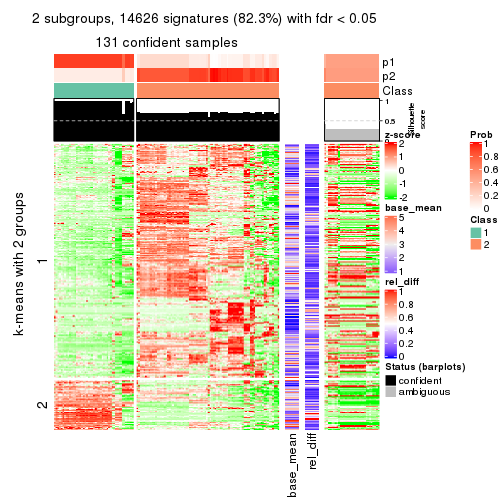 2 subgroups, 14626 signatures (82.3%) with fdr < 0.05
131 confident samples
p1
p2
Class
1
0.5
0
Silhouette
score
k-means with 2 groups
1
2
base_mean
rel_diff
z-score
2
1
0
-1
-2
base_mean
5
4
3
2
1
rel_diff
1
0.8
0.6
0.4
0.2
0
Status (barplots)
confident
ambiguous
Prob
1
0.8
0.6
0.4
0.2
0
Class
1
2